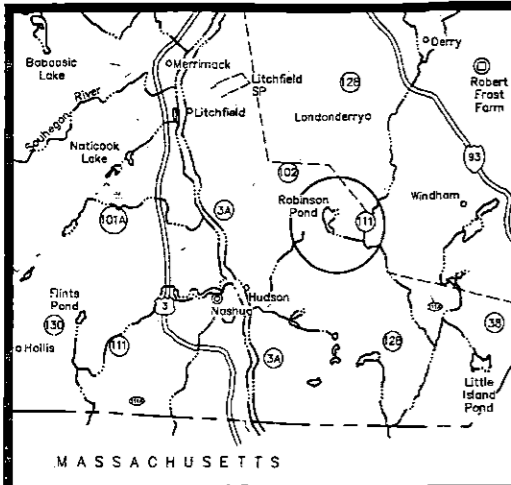 Baboosic
Lake
Merrimack
Derry
Robert
Frost
Farm
Litchfield
SP
128
Souhegan River
Litchfield
Londonderry
Naticook
Lake
93
102
Robinson
Pond
Windham
101A
3A
111
Flints
Pond
Hudson
3
Nashua
130
Hollis
111
3A
128
38
Little
Island
Pond
MASSACHUSETTS